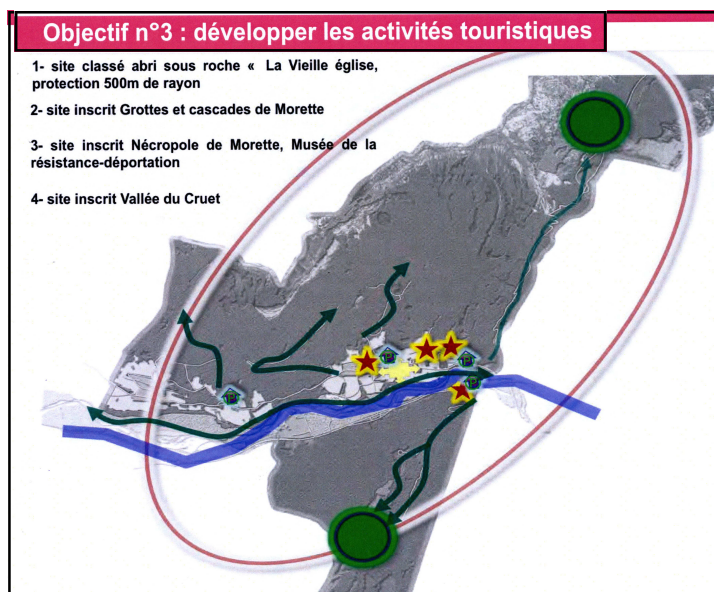 Objectif n°3 : développer les activités touristiques
1- site classé abri sous roche « La Vieille église,
protection 500m de rayon
2- site inscrit Grottes et cascades de Morette
3- site inscrit Nécropole de Morette, Musée de la
résistance-déportation
4- site inscrit Vallée du Cruet
P
P
P
P